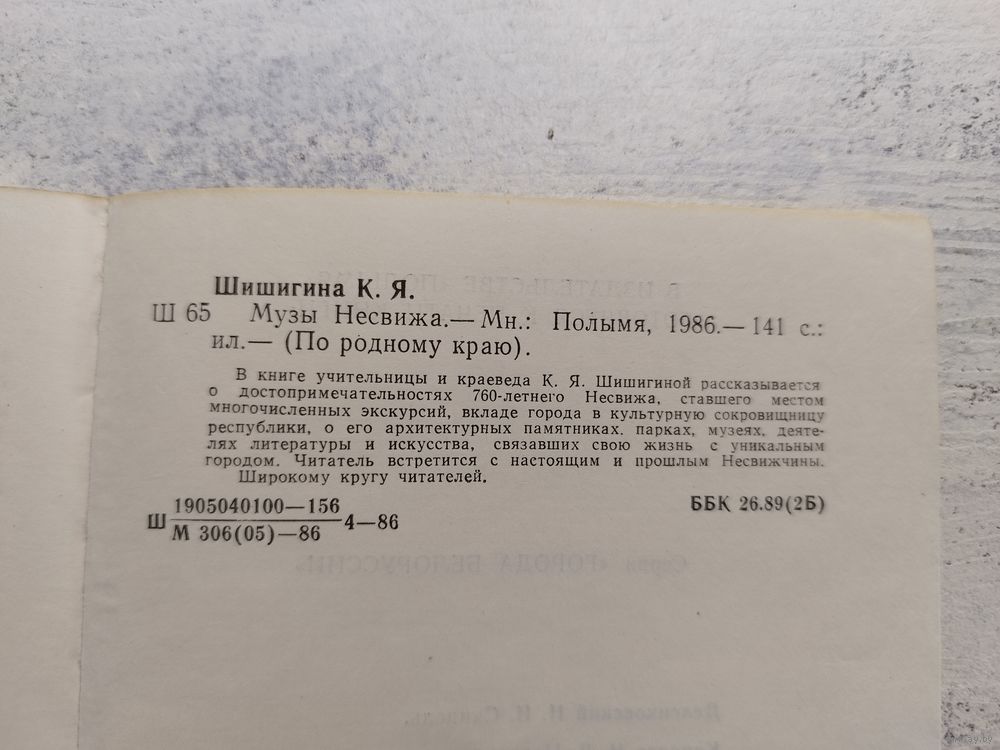 Шишигина К. Я.
Ш 65 Музы Несвижа.— Мн.: Полымя, 1986.— 141 с.:
ил.— (По родному краю).
В книге учительницы и краеведа К. Я. Шишигиной рассказывается
о достопримечательностях 760-летнего Несвижа, ставшего местом
многочисленных экскурсий, вкладе города в культурную сокровищницу
республики, о его архитектурных памятниках, парках, музеях, деяте-
лях литературы и искусства, связавших свою жизнь с уникальным
городом. Читатель встретится с настоящим и прошлым Несвижчины.
Широкому кругу читателей.
1905040100—156
Ш 4—86
М 306(05)—86
ББК 26.89(2Б)
Серия «ГОРОДА БЕЛОРУССИИ»